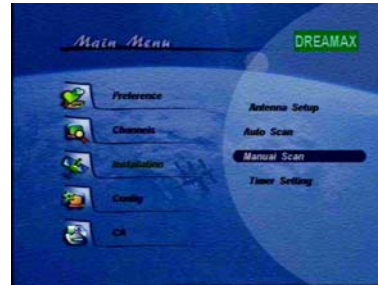 Main Menu
DREAMAX
Preference
Channels
Installation
Config
CA
Antenna Setup
Auto Scan
Manual Scan
Timer Setting